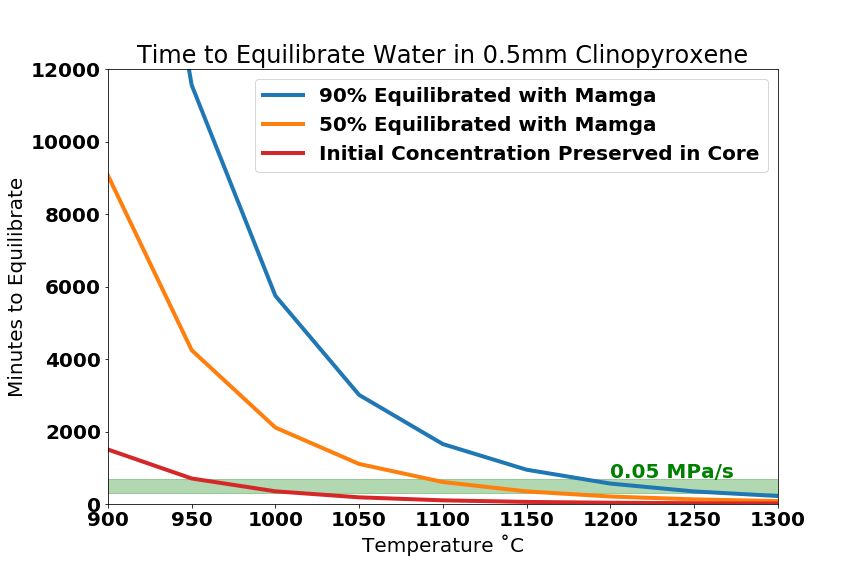 Time to Equilibrate Water in 0.5mm Clinopyroxene
12000
10000
8000
6000
4000
2000
0
Minutes to Equilibrate
90% Equilibrated with Mamga
50% Equilibrated with Mamga
Initial Concentration Preserved in Core
0.05 MPa/s
900 950 1000 1050 1100 1150 1200 1250 1300
Temperature ˚C